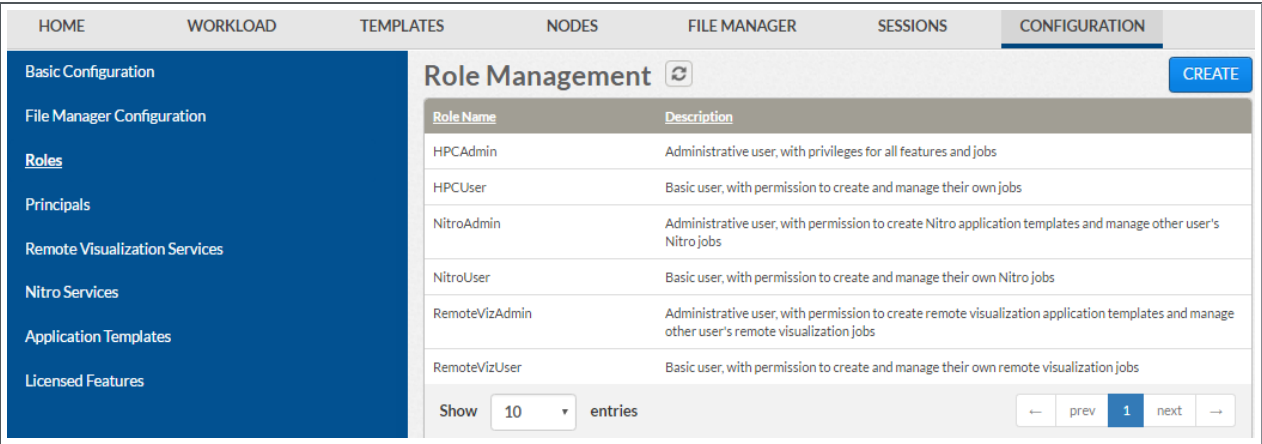 HOME WORKLOAD TEMPLATES NODES FILE MANAGER SESSIONS CONFIGURATION
Basic Configuration
File Manager Configuration
Roles
Principals
Remote Visualization Services
Nitro Services
Application Templates
Licensed Features
Role Management CREATE
Role Name Description
HPCAdmin Administrative user, with privileges for all features and jobs
HPCUser Basic user, with permission to create and manage their own jobs
NitroAdmin Administrative user, with permission to create Nitro application templates and manage other user's
Nitro jobs
NitroUser Basic user, with permission to create and manage their own Nitro jobs
RemoteVizAdmin Administrative user, with permission to create remote visualization application templates and manage
other user's remote visualization jobs
RemoteVizUser Basic user, with permission to create and manage their own remote visualization jobs
Show 10 entries ← prev 1 next →